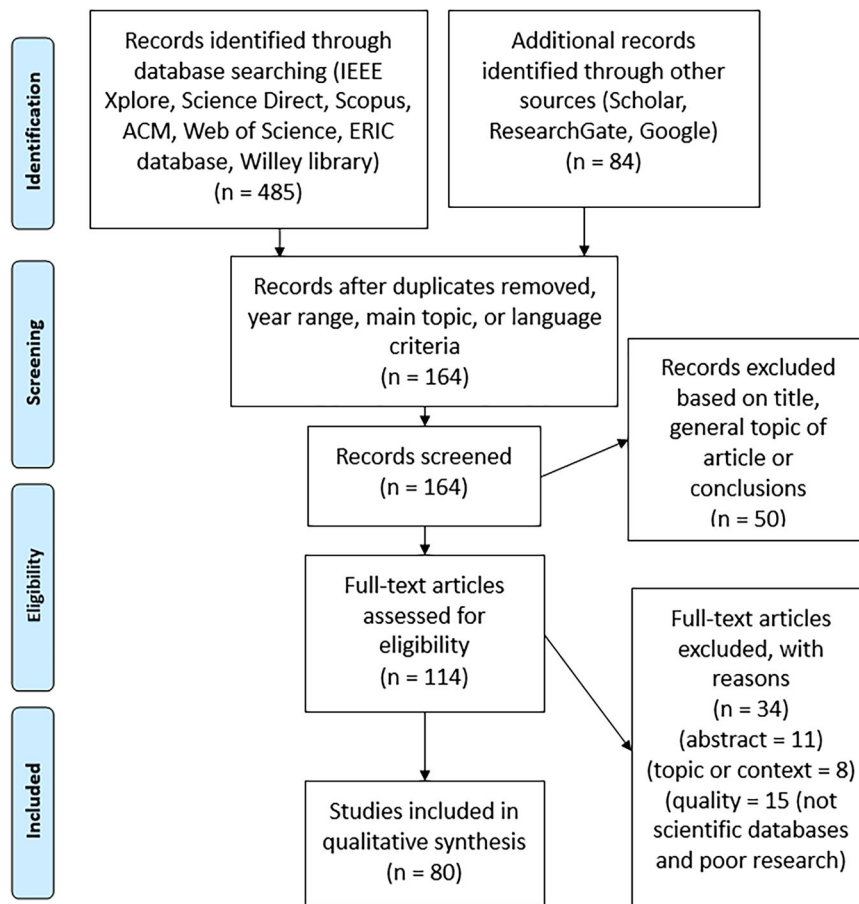 Identification
Records identified through
database searching (IEEE
Xplore, Science Direct, Scopus,
ACM, Web of Science, ERIC
database, Willey library)
(n = 485)
Additional records
identified through other
sources (Scholar,
ResearchGate, Google)
(n = 84)
Screening
Records after duplicates removed,
year range, main topic, or language
criteria
(n = 164)
Records screened
(n = 164)
Records excluded
based on title,
general topic of
article or
conclusions
(n = 50)
Eligibility
Full-text articles
assessed for
eligibility
(n = 114)
Full-text articles
excluded, with
reasons
(n = 34)
(abstract = 11)
(topic or context = 8)
(quality = 15 (not
scientific databases
and poor research)
Included
Studies included in
qualitative synthesis
(n = 80)